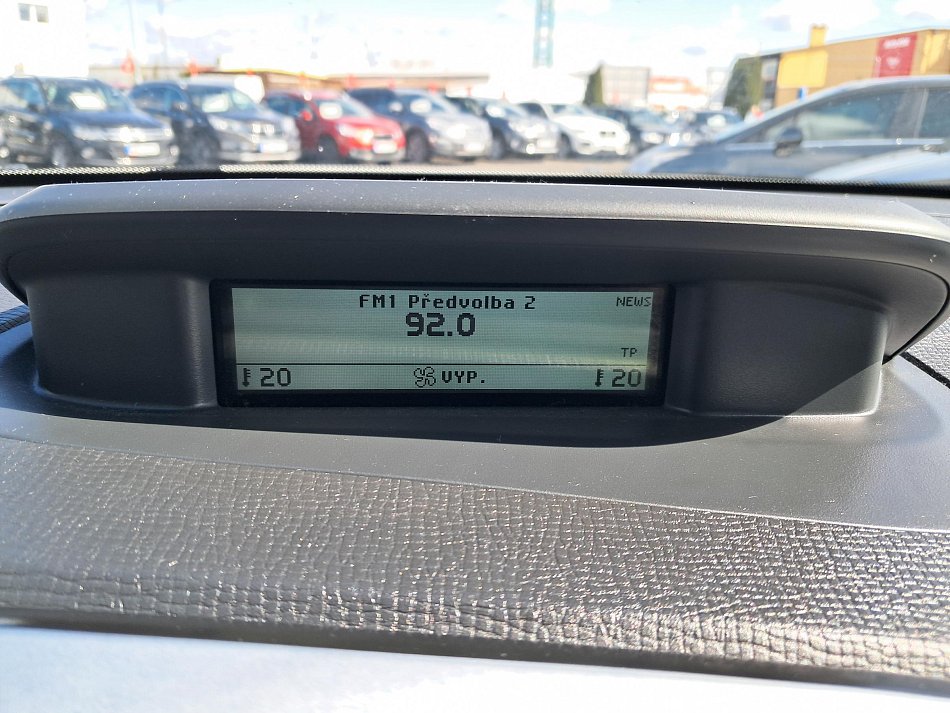 FM1 Předvolba 2 NEWS
92.0
TP
20 VYP. 20